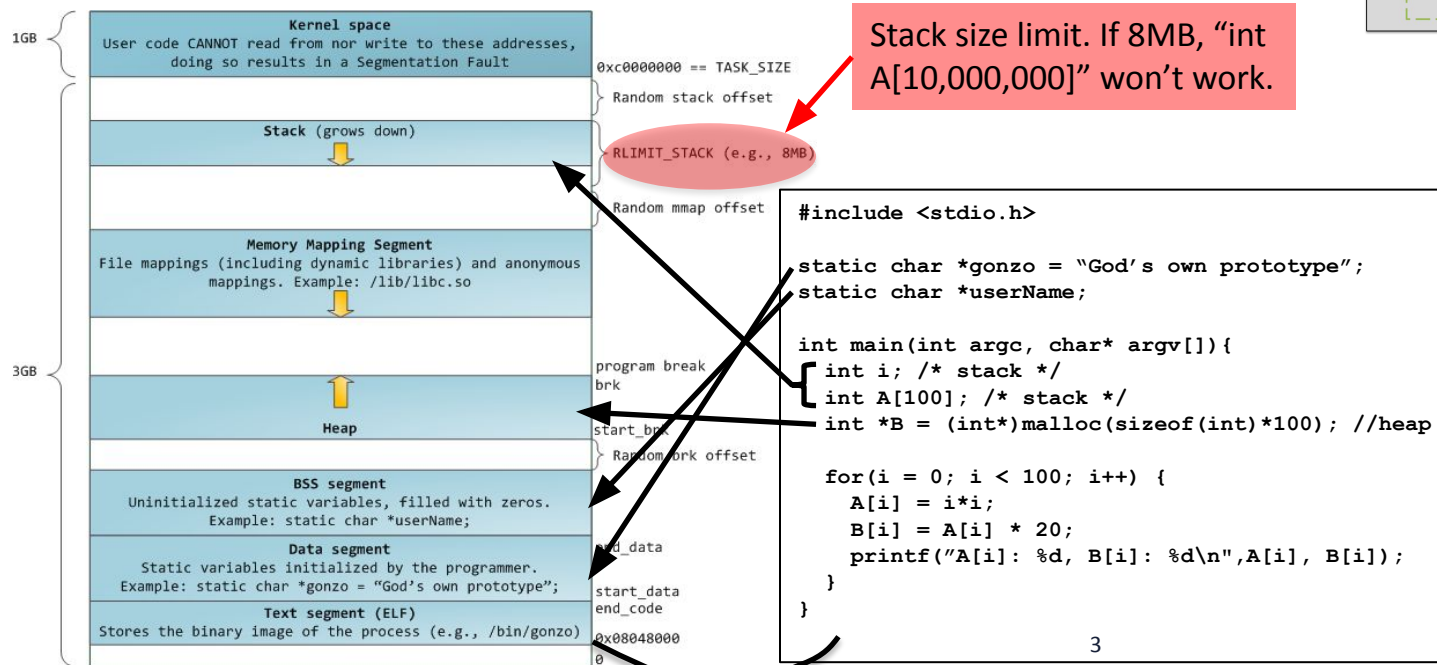 1GB
Kernel space
User code CANNOT read from nor write to these addresses,
doing so results in a Segmentation Fault
0xc0000000 == TASK_SIZE
Random stack offset
Stack (grows down)
RLIMIT_STACK (e.g., 8MB)
Random mmap offset
Memory Mapping Segment
File mappings (including dynamic libraries) and anonymous
mappings. Example: /lib/libc.so
3GB
program break
brk
Heap
start_brk
Random brk offset
BSS segment
Uninitialized static variables, filled with zeros.
Example: static char *userName;
Data segment
Static variables initialized by the programmer.
Example: static char *gonzo = “God’s own prototype”;
end_data
start_data
end_code
Text segment (ELF)
Stores the binary image of the process (e.g., /bin/gonzo)
0x08048000
0
Stack size limit. If 8MB, “int
A[10,000,000]” won’t work.
#include <stdio.h>
static char *gonzo = “God’s own prototype”;
static char *userName;
int main(int argc, char* argv[]){
int i; /* stack */
int A[100]; /* stack */
int *B = (int*)malloc(sizeof(int)*100); //heap
for(i = 0; i < 100; i++) {
A[i] = i*i;
B[i] = A[i] * 20;
printf(”A[i]: %d, B[i]: %d\n",A[i], B[i]);
}
}
3